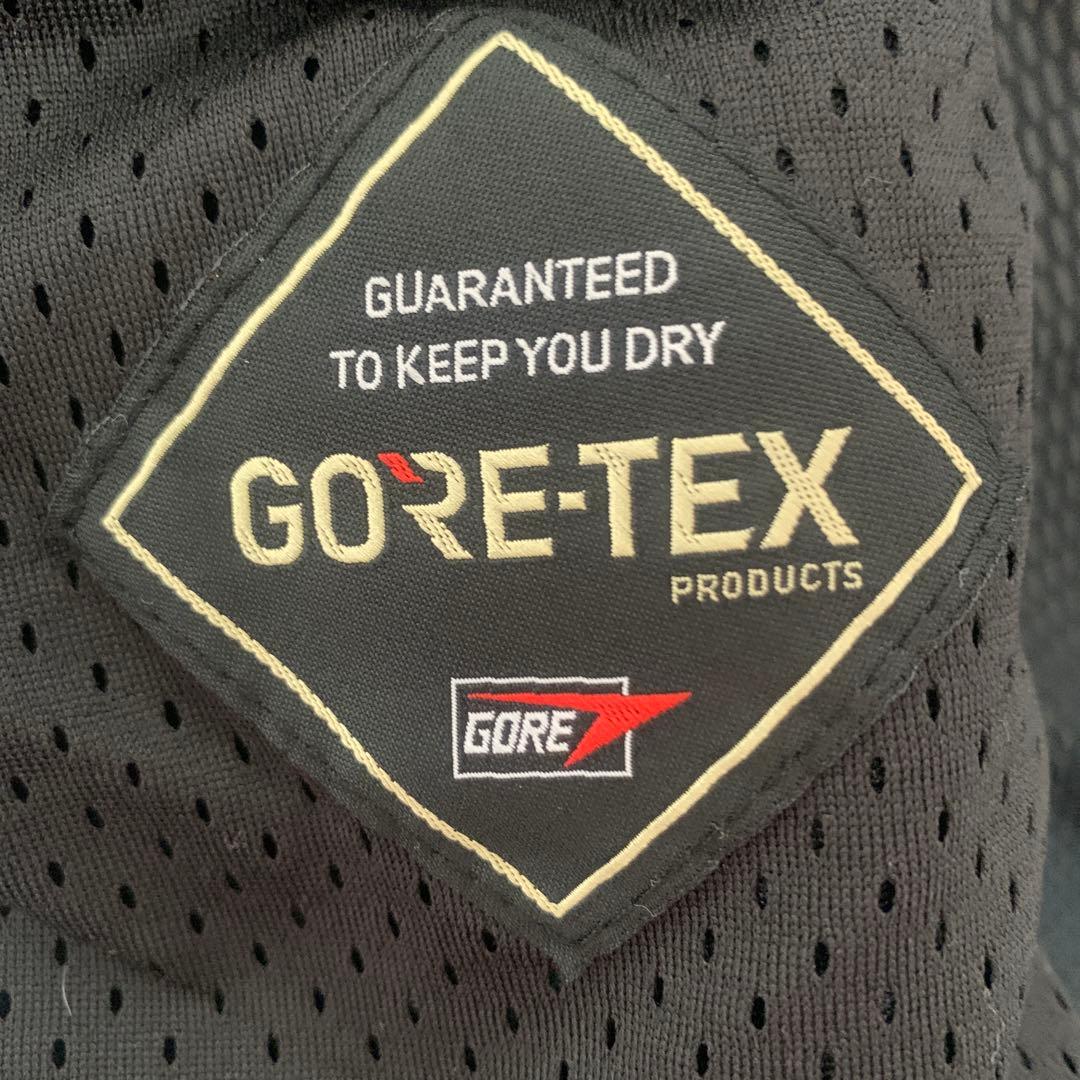 GUARANTEED
TO KEEP YOU DRY
GORE-TEX
PRODUCTS
GORE